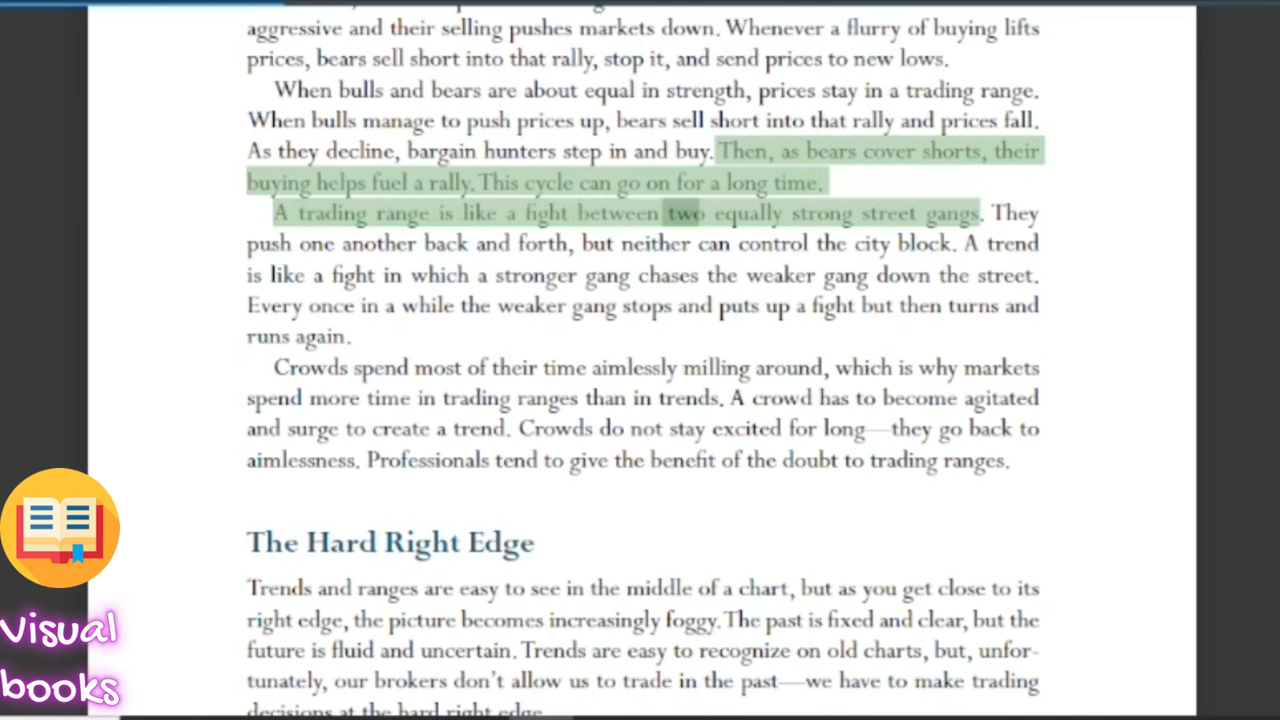 aggressive and their selling pushes markets down. Whenever a flurry of buying lifts
prices, bears sell short into that rally, stop it, and send prices to new lows.
When bulls and bears are about equal in strength, prices stay in a trading range.
When bulls manage to push prices up, bears sell short into that rally and prices fall.
As they decline, bargain hunters step in and buy. Then, as bears cover shorts, their
buying helps fuel a rally. This cycle can go on for a long time.
A trading range is like a fight between two equally strong street gangs. They
push one another back and forth, but neither can control the city block. A trend
is like a fight in which a stronger gang chases the weaker gang down the street.
Every once in a while the weaker gang stops and puts up a fight but then turns and
runs again.
Crowds spend most of their time aimlessly milling around, which is why markets
spend more time in trading ranges than in trends. A crowd has to become agitated
and surge to create a trend. Crowds do not stay excited for long—they go back to
aimlessness. Professionals tend to give the benefit of the doubt to trading ranges.
The Hard Right Edge
Trends and ranges are easy to see in the middle of a chart, but as you get close to its
right edge, the picture becomes increasingly foggy. The past is fixed and clear, but the
future is fluid and uncertain. Trends are easy to recognize on old charts, but, unfor-
tunately, our brokers don't allow us to trade in the past—we have to make trading
decisions at the hard right edge.
Visual
books